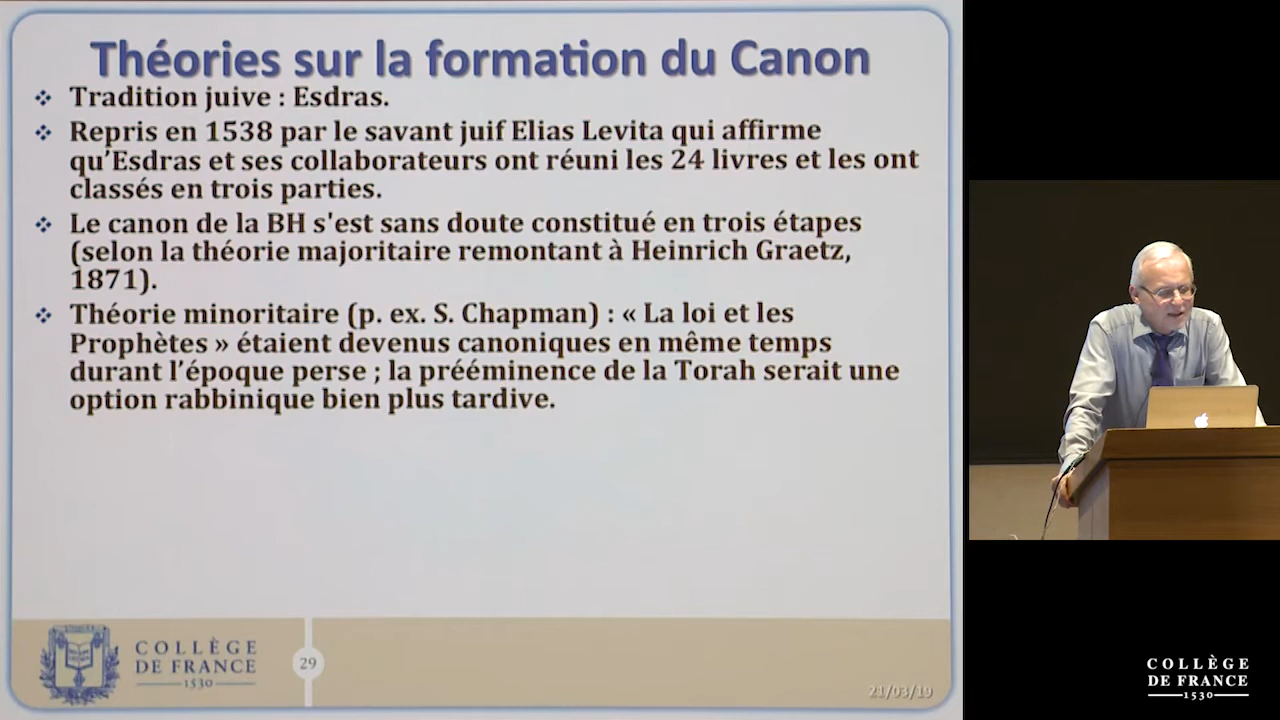 Théories sur la formation du Canon
Tradition juive : Esdras.
Repris en 1538 par le savant juif Elias Levita qui affirme
qu’Esdras et ses collaborateurs ont réuni les 24 livres et les ont
classés en trois parties.
Le canon de la BH s'est sans doute constitué en trois étapes
(selon la théorie majoritaire remontant à Heinrich Graetz,
1871).
Théorie minoritaire (p. ex. S. Chapman) : « La loi et les
Prophètes » étaient devenus canoniques en même temps
durant l’époque perse ; la prééminence de la Torah serait une
option rabbinique bien plus tardive.
COLLÈGE
DE FRANCE
1530
29
21/03/19
COLLÈGE
DE FRANCE
1530